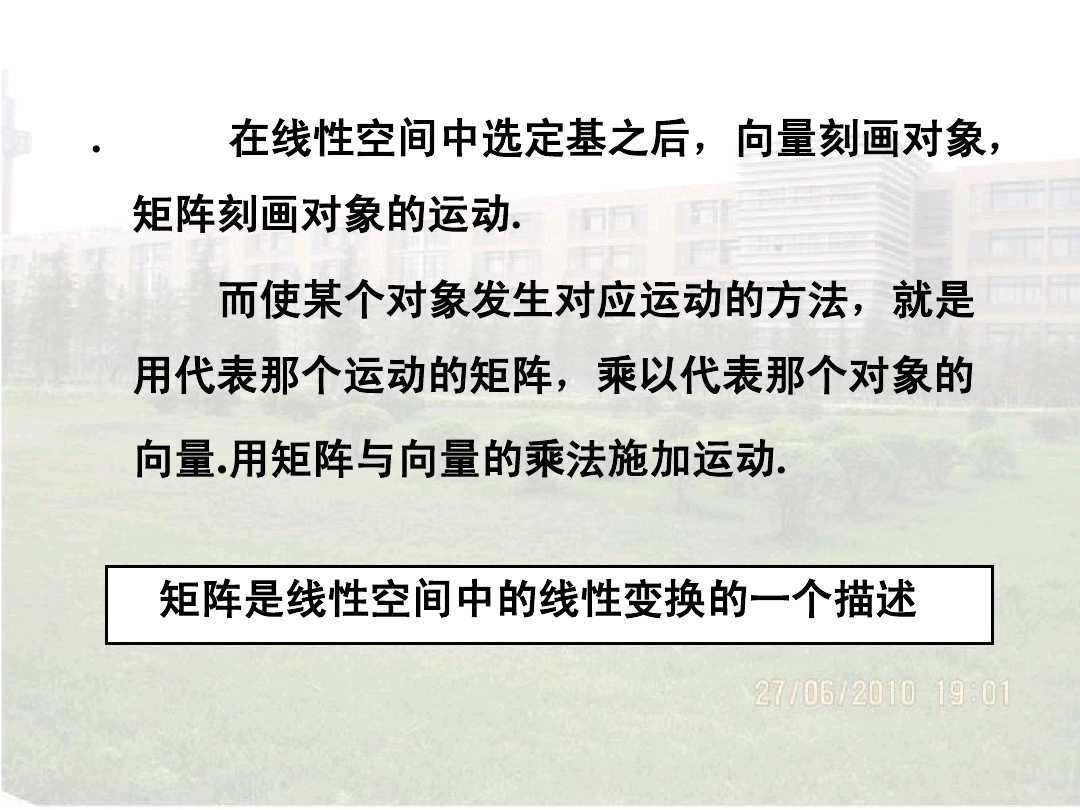 . 在线性空间中选定基之后，向量刻画对象，
矩阵刻画对象的运动.
而使某个对象发生对应运动的方法，就是
用代表那个运动的矩阵，乘以代表那个对象的
向量.用矩阵与向量的乘法施加运动.
矩阵是线性空间中的线性变换的一个描述
27/06/2010 19:01